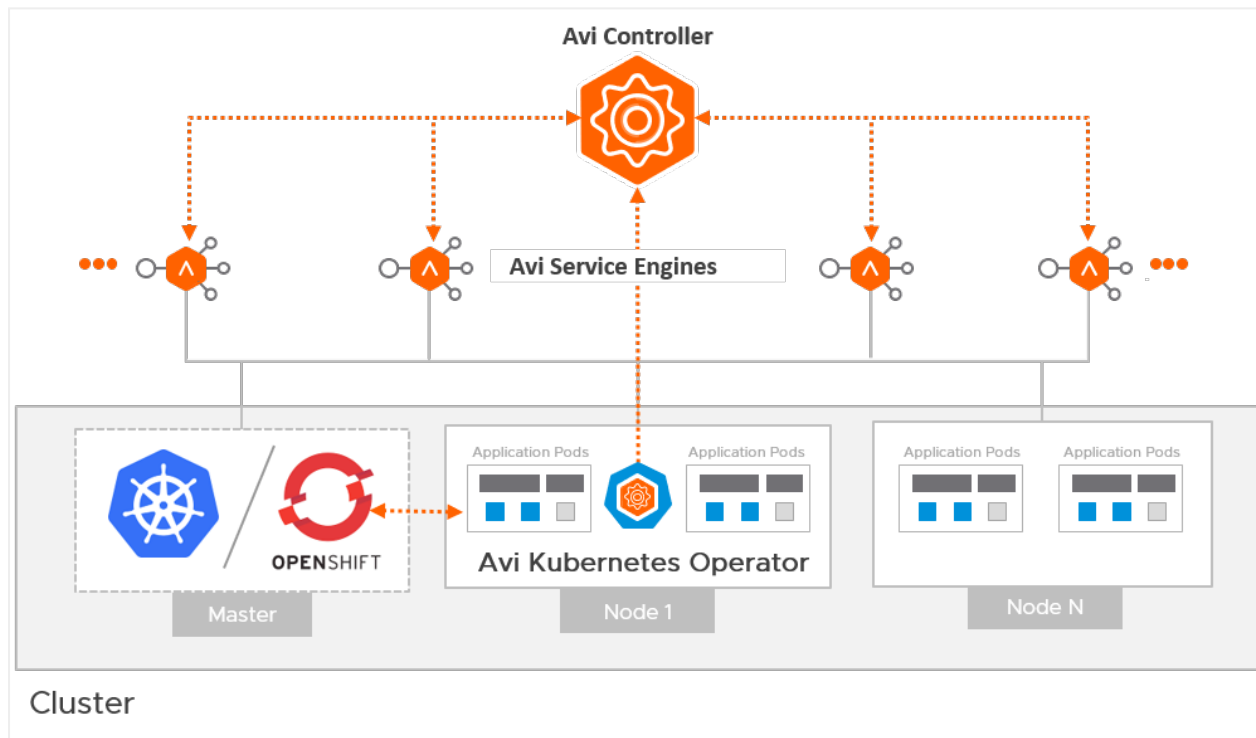 Avi Controller
Avi Service Engines
Application Pods
Application Pods
Application Pods
Application Pods
OPENSHIFT
Avi Kubernetes Operator
Master
Node 1
Node N
Cluster